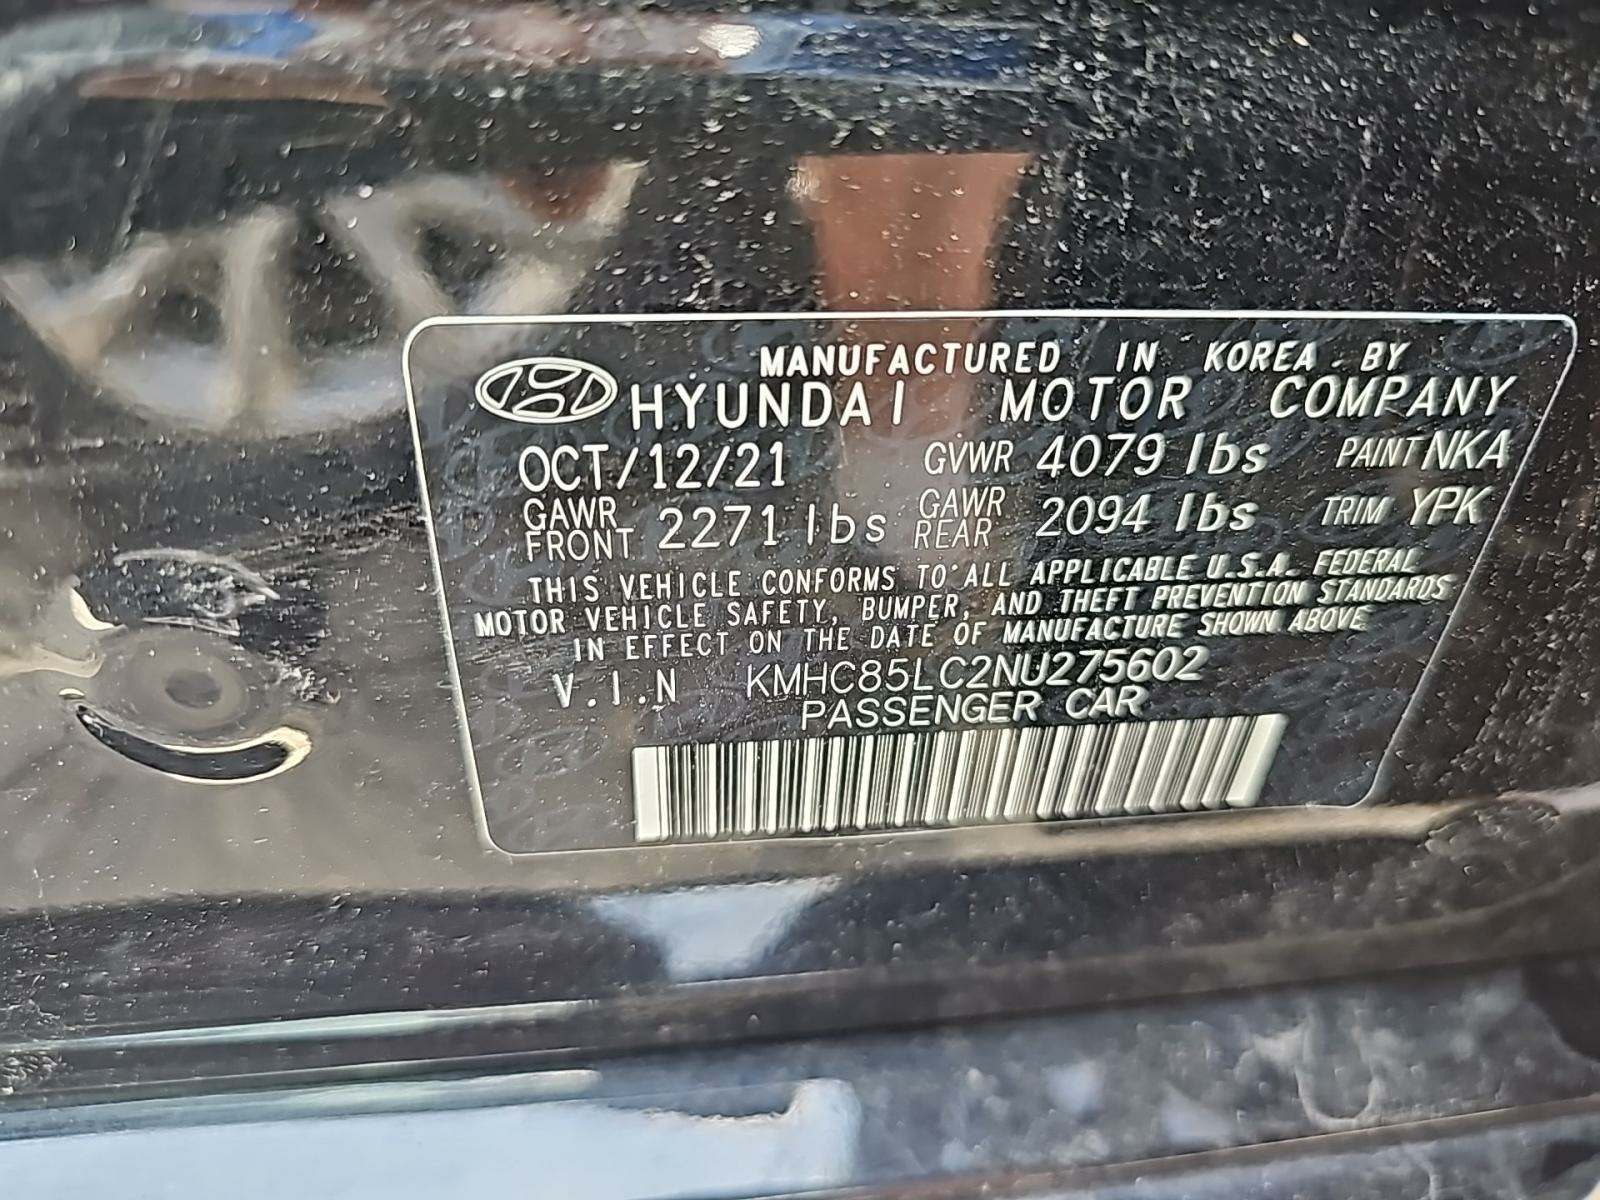 MANUFACTURED IN KOREA BY
HYUNDAI MOTOR COMPANY
OCT/12/21 GVWR 4079 lbs PAINT NKA
GAWR FRONT 2271 lbs GAWR REAR 2094 lbs TRIM YPK
THIS VEHICLE CONFORMS TO ALL APPLICABLE U.S.A. FEDERAL
MOTOR VEHICLE SAFETY, BUMPER, AND THEFT PREVENTION STANDARDS
IN EFFECT ON THE DATE OF MANUFACTURE SHOWN ABOVE
V.I.N KMHC85LC2NU275602
PASSENGER CAR